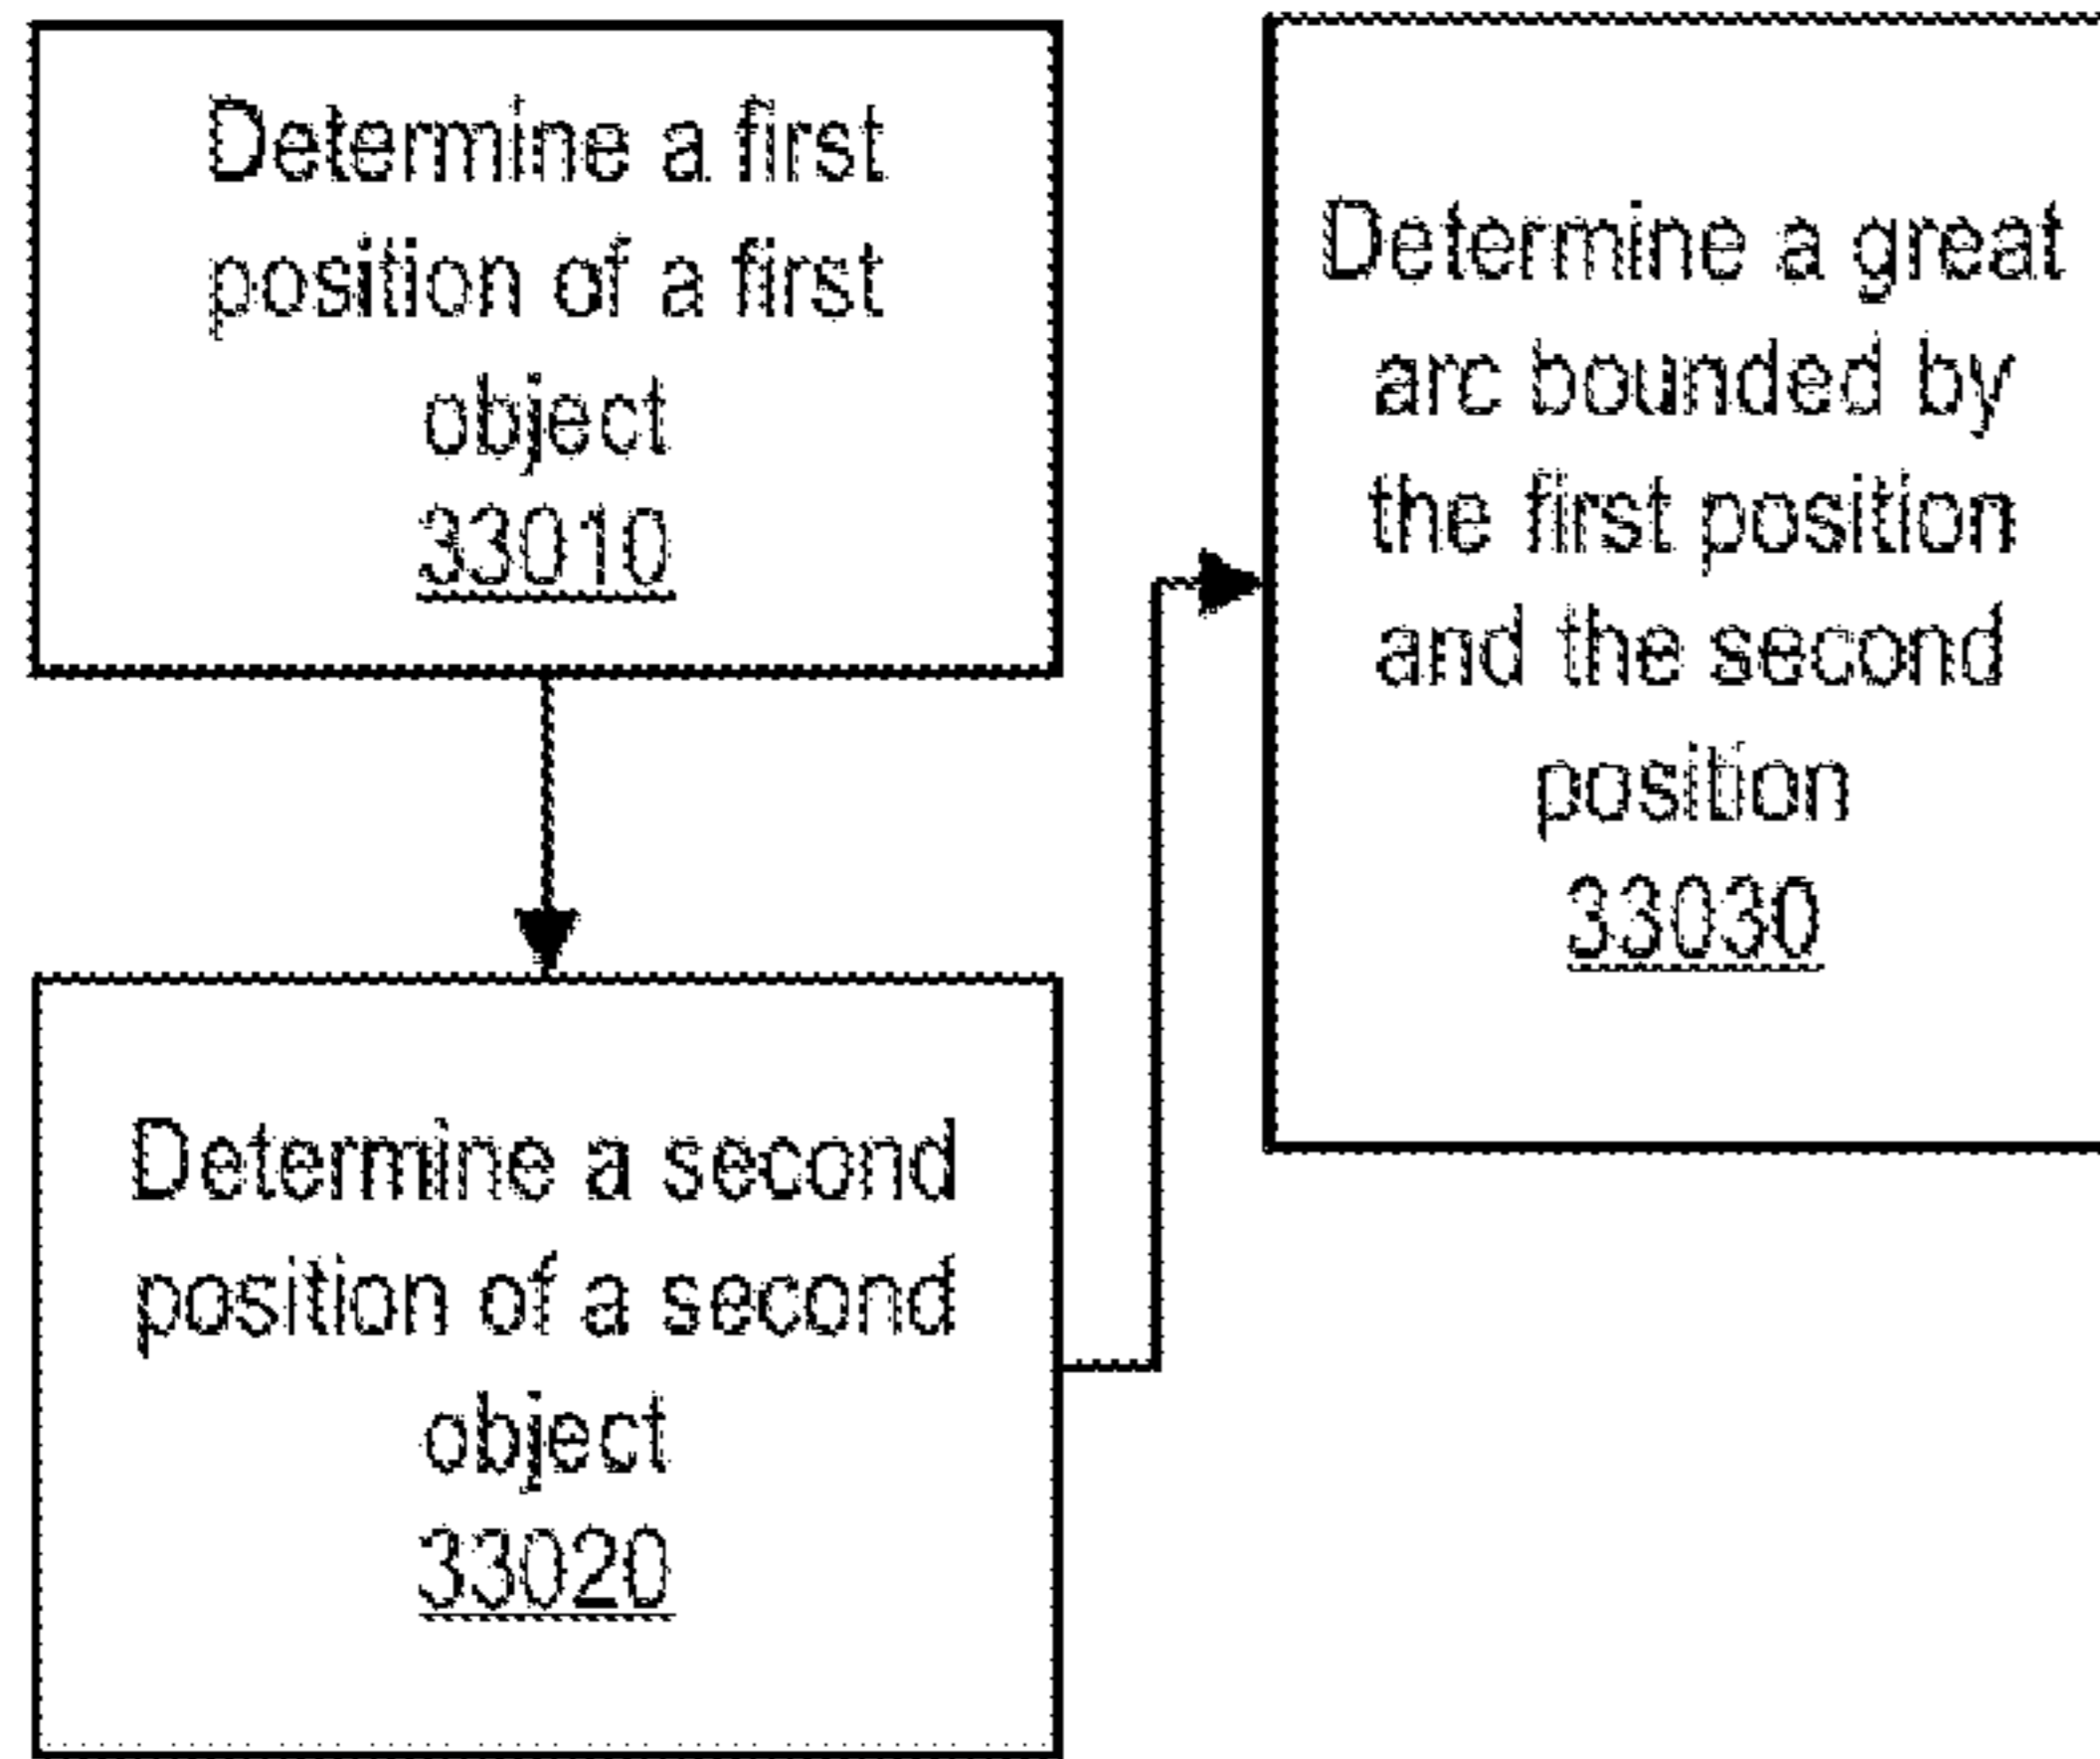 Determine a first
position of a first
object
33010
Determine a second
position of a second
object
33020
Determine a great
arc bounded by
the first position
and the second
position
33030